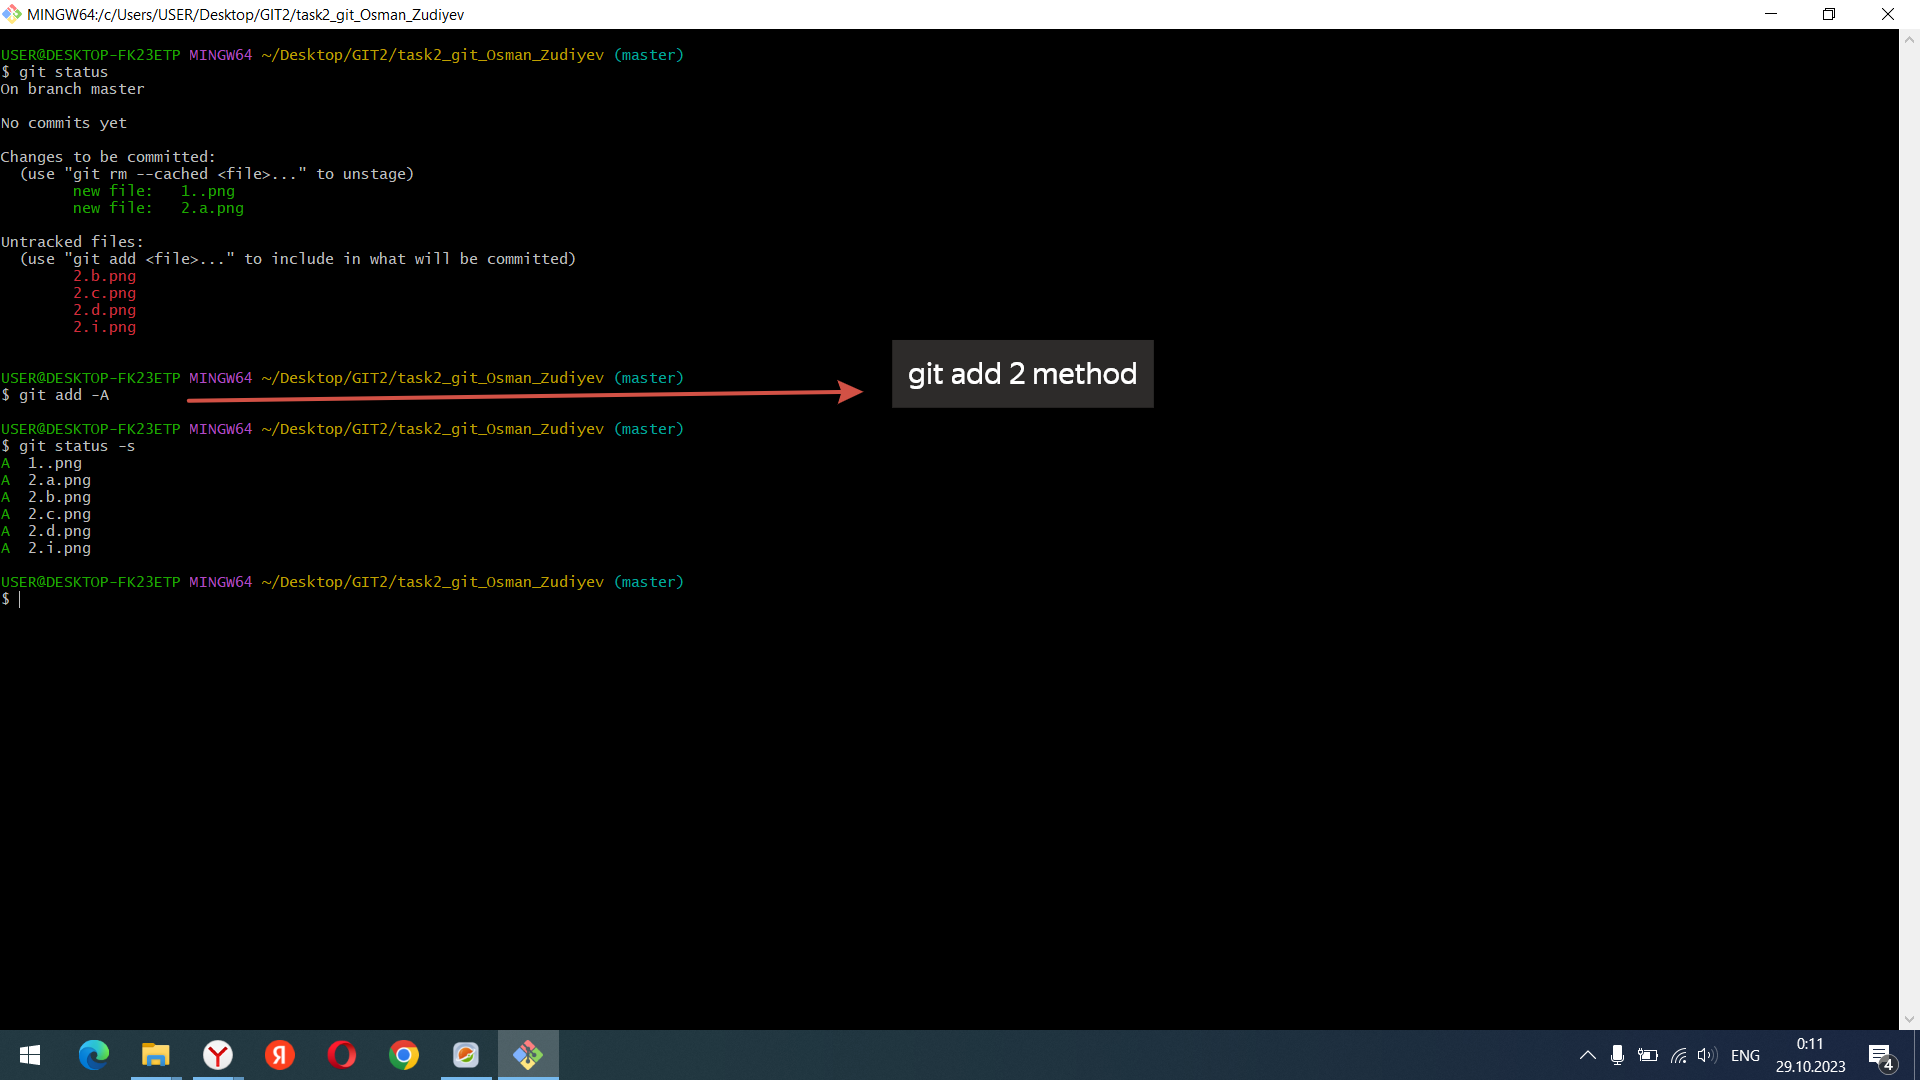 MINGW64:/c/Users/USER/Desktop/GIT2/task2_git_Osman_Zudiyev
USER@DESKTOP-FK23ETP MINGW64 ~/Desktop/GIT2/task2_git_Osman_Zudiyev (master)
$ git status
On branch master
No commits yet
Changes to be committed:
  (use "git rm --cached <file>..." to unstage)
        new file:   1..png
        new file:   2.a.png
Untracked files:
  (use "git add <file>..." to include in what will be committed)
        2.b.png
        2.c.png
        2.d.png
        2.i.png
USER@DESKTOP-FK23ETP MINGW64 ~/Desktop/GIT2/task2_git_Osman_Zudiyev (master)
$ git add -A
git add 2 method
USER@DESKTOP-FK23ETP MINGW64 ~/Desktop/GIT2/task2_git_Osman_Zudiyev (master)
$ git status -s
A  1..png
A  2.a.png
A  2.b.png
A  2.c.png
A  2.d.png
A  2.i.png
USER@DESKTOP-FK23ETP MINGW64 ~/Desktop/GIT2/task2_git_Osman_Zudiyev (master)
$
Я
ENG
0:11
29.10.2023
4